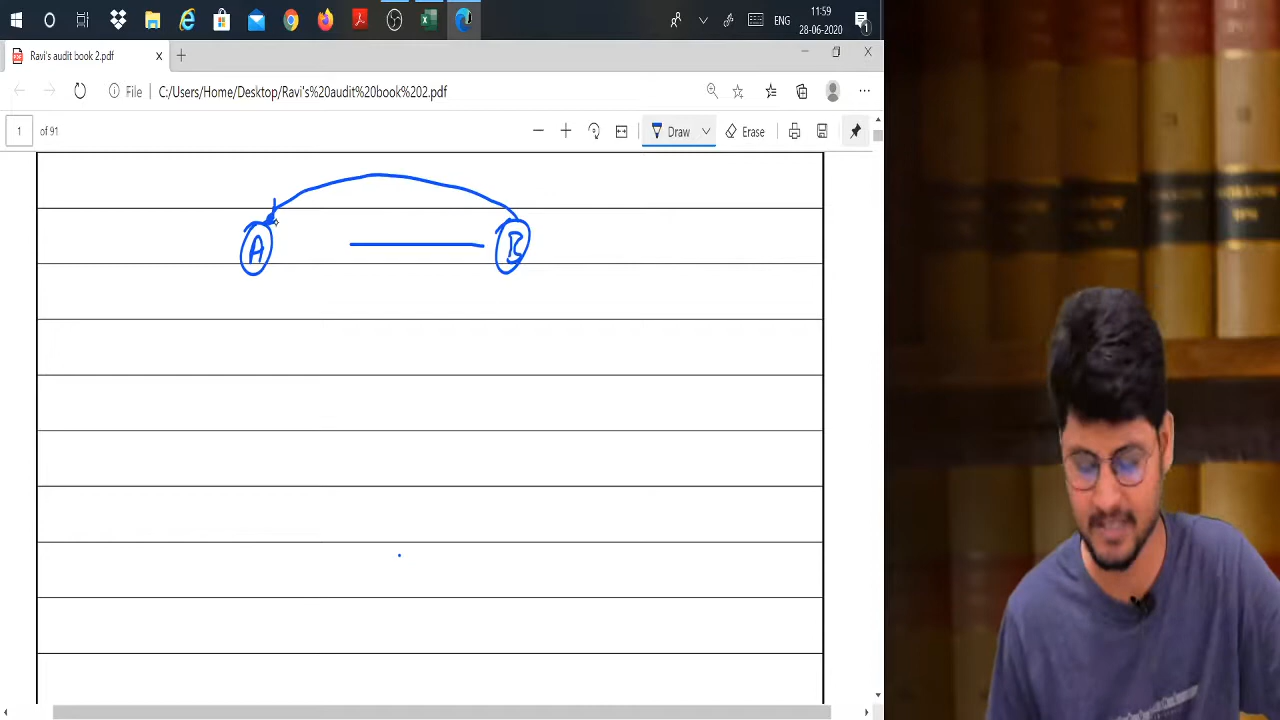 ENG
11:59
28-06-2020
1
Ravi's audit book 2.pdf
File
C:/Users/Home/Desktop/Ravi's%20audit%20book%202.pdf
1 of 91
Draw
Erase
A
B